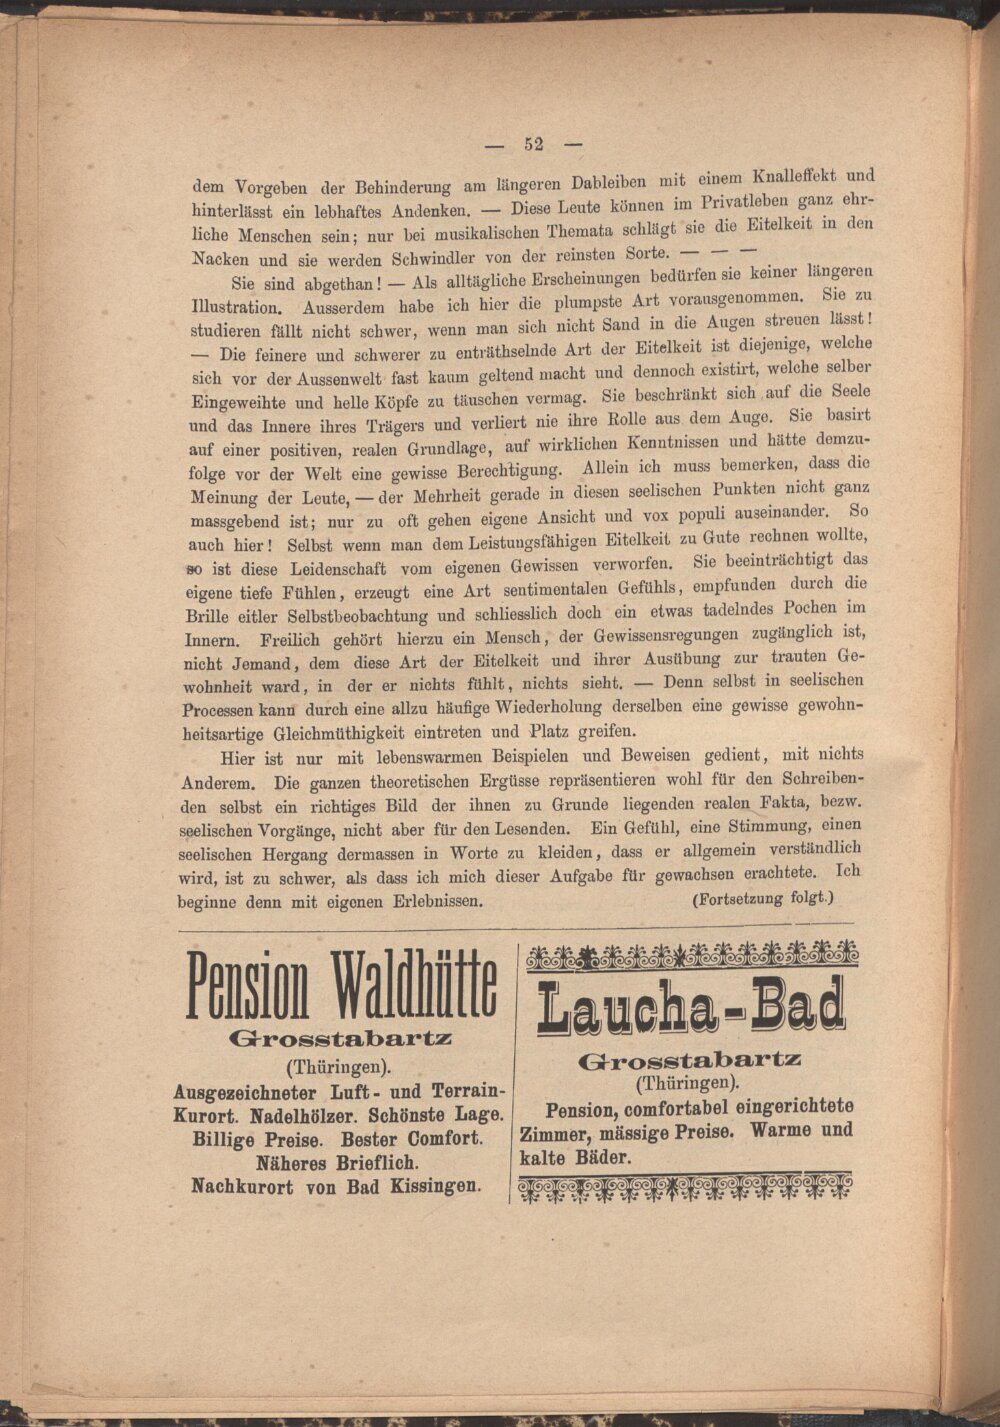 — 52 —
dem Vorgeben der Behinderung am längeren Dableiben mit einem Knalleffekt und
hinterlässt ein lebhaftes Andenken. — Diese Leute können im Privatleben ganz ehr-
liche Menschen sein; nur bei musikalischen Themata schlägt sie die Eitelkeit in den
Nacken und sie werden Schwindler von der reinsten Sorte. — — —
Sie sind abgethan! — Als alltägliche Erscheinungen bedürfen sie keiner längeren
Illustration. Ausserdem habe ich hier die plumpste Art vorausgenommen. Sie zu
studieren fällt nicht schwer, wenn man sich nicht Sand in die Augen streuen lässt!
— Die feinere und schwerer zu enträthselnde Art der Eitelkeit ist diejenige, welche
sich vor der Aussenwelt fast kaum geltend macht und dennoch existirt, welche selber
Eingeweihte und helle Köpfe zu täuschen vermag. Sie beschränkt sich auf die Seele
und das Innere ihres Trägers und verliert nie ihre Rolle aus dem Auge. Sie basirt
auf einer positiven, realen Grundlage, auf wirklichen Kenntnissen und hätte demzu-
folge vor der Welt eine gewisse Berechtigung. Allein ich muss bemerken, dass die
Meinung der Leute, — der Mehrheit gerade in diesen seelischen Punkten nicht ganz
massgebend ist; nur zu oft gehen eigene Ansicht und vox populi auseinander. So
auch hier! Selbst wenn man dem Leistungsfähigen Eitelkeit zu Gute rechnen wollte,
so ist diese Leidenschaft vom eigenen Gewissen verworfen. Sie beeinträchtigt das
eigene tiefe Fühlen, erzeugt eine Art sentimentalen Gefühls, empfunden durch die
Brille eitler Selbstbeobachtung und schliesslich doch ein etwas tadelndes Pochen im
Innern. Freilich gehört hierzu ein Mensch, der Gewissensregungen zugänglich ist,
nicht Jemand, dem diese Art der Eitelkeit und ihrer Ausübung zur trauten Ge-
wohnheit ward, in der er nichts fühlt, nichts sieht. — Denn selbst in seelischen
Processen kann durch eine allzu häufige Wiederholung derselben eine gewisse gewohn-
heitsartige Gleichmüthigkeit eintreten und Platz greifen.
Hier ist nur mit lebenswarmen Beispielen und Beweisen gedient, mit nichts
Anderem. Die ganzen theoretischen Ergüsse repräsentieren wohl für den Schreiben-
den selbst ein richtiges Bild der ihnen zu Grunde liegenden realen Fakta, bezw.
seelischen Vorgänge, nicht aber für den Lesenden. Ein Gefühl, eine Stimmung, einen
seelischen Hergang dermassen in Worte zu kleiden, dass er allgemein verständlich
wird, ist zu schwer, als dass ich mich dieser Aufgabe für gewachsen erachtete. Ich
beginne denn mit eigenen Erlebnissen. (Fortsetzung folgt.)
Pension Waldhütte
Grosstabartz
(Thüringen).
Ausgezeichneter Luft- und Terrain-
Kurort. Nadelhölzer. Schönste Lage.
Billige Preise. Bester Comfort.
Näheres Brieflich.
Nachkurort von Bad Kissingen.
Laucha-Bad
Grosstabartz
(Thüringen).
Pension, comfortabel eingerichtete
Zimmer, mässige Preise. Warme und
kalte Bäder.